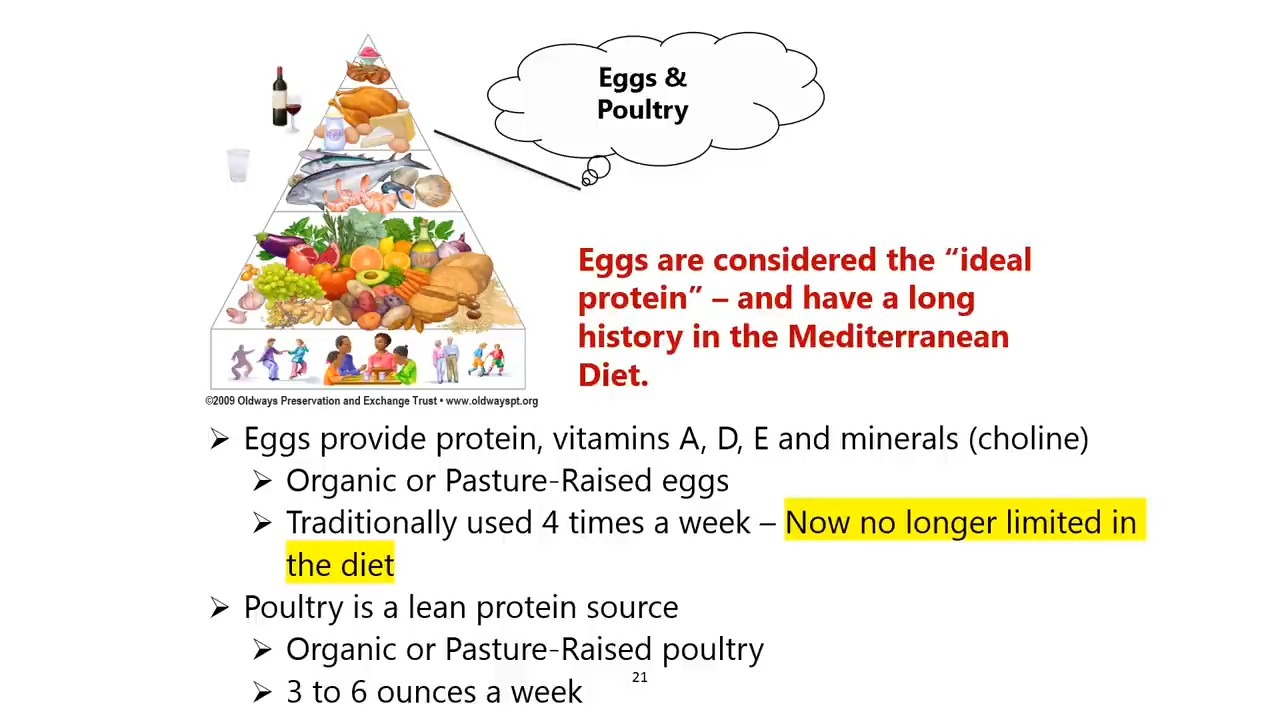 Eggs &
Poultry
Eggs are considered the “ideal
protein” – and have a long
history in the Mediterranean
Diet.
©2009 Oldways Preservation and Exchange Trust • www.oldwayspt.org
➢ Eggs provide protein, vitamins A, D, E and minerals (choline)
➢ Organic or Pasture-Raised eggs
➢ Traditionally used 4 times a week – Now no longer limited in
the diet
➢ Poultry is a lean protein source
➢ Organic or Pasture-Raised poultry
➢ 3 to 6 ounces a week
21